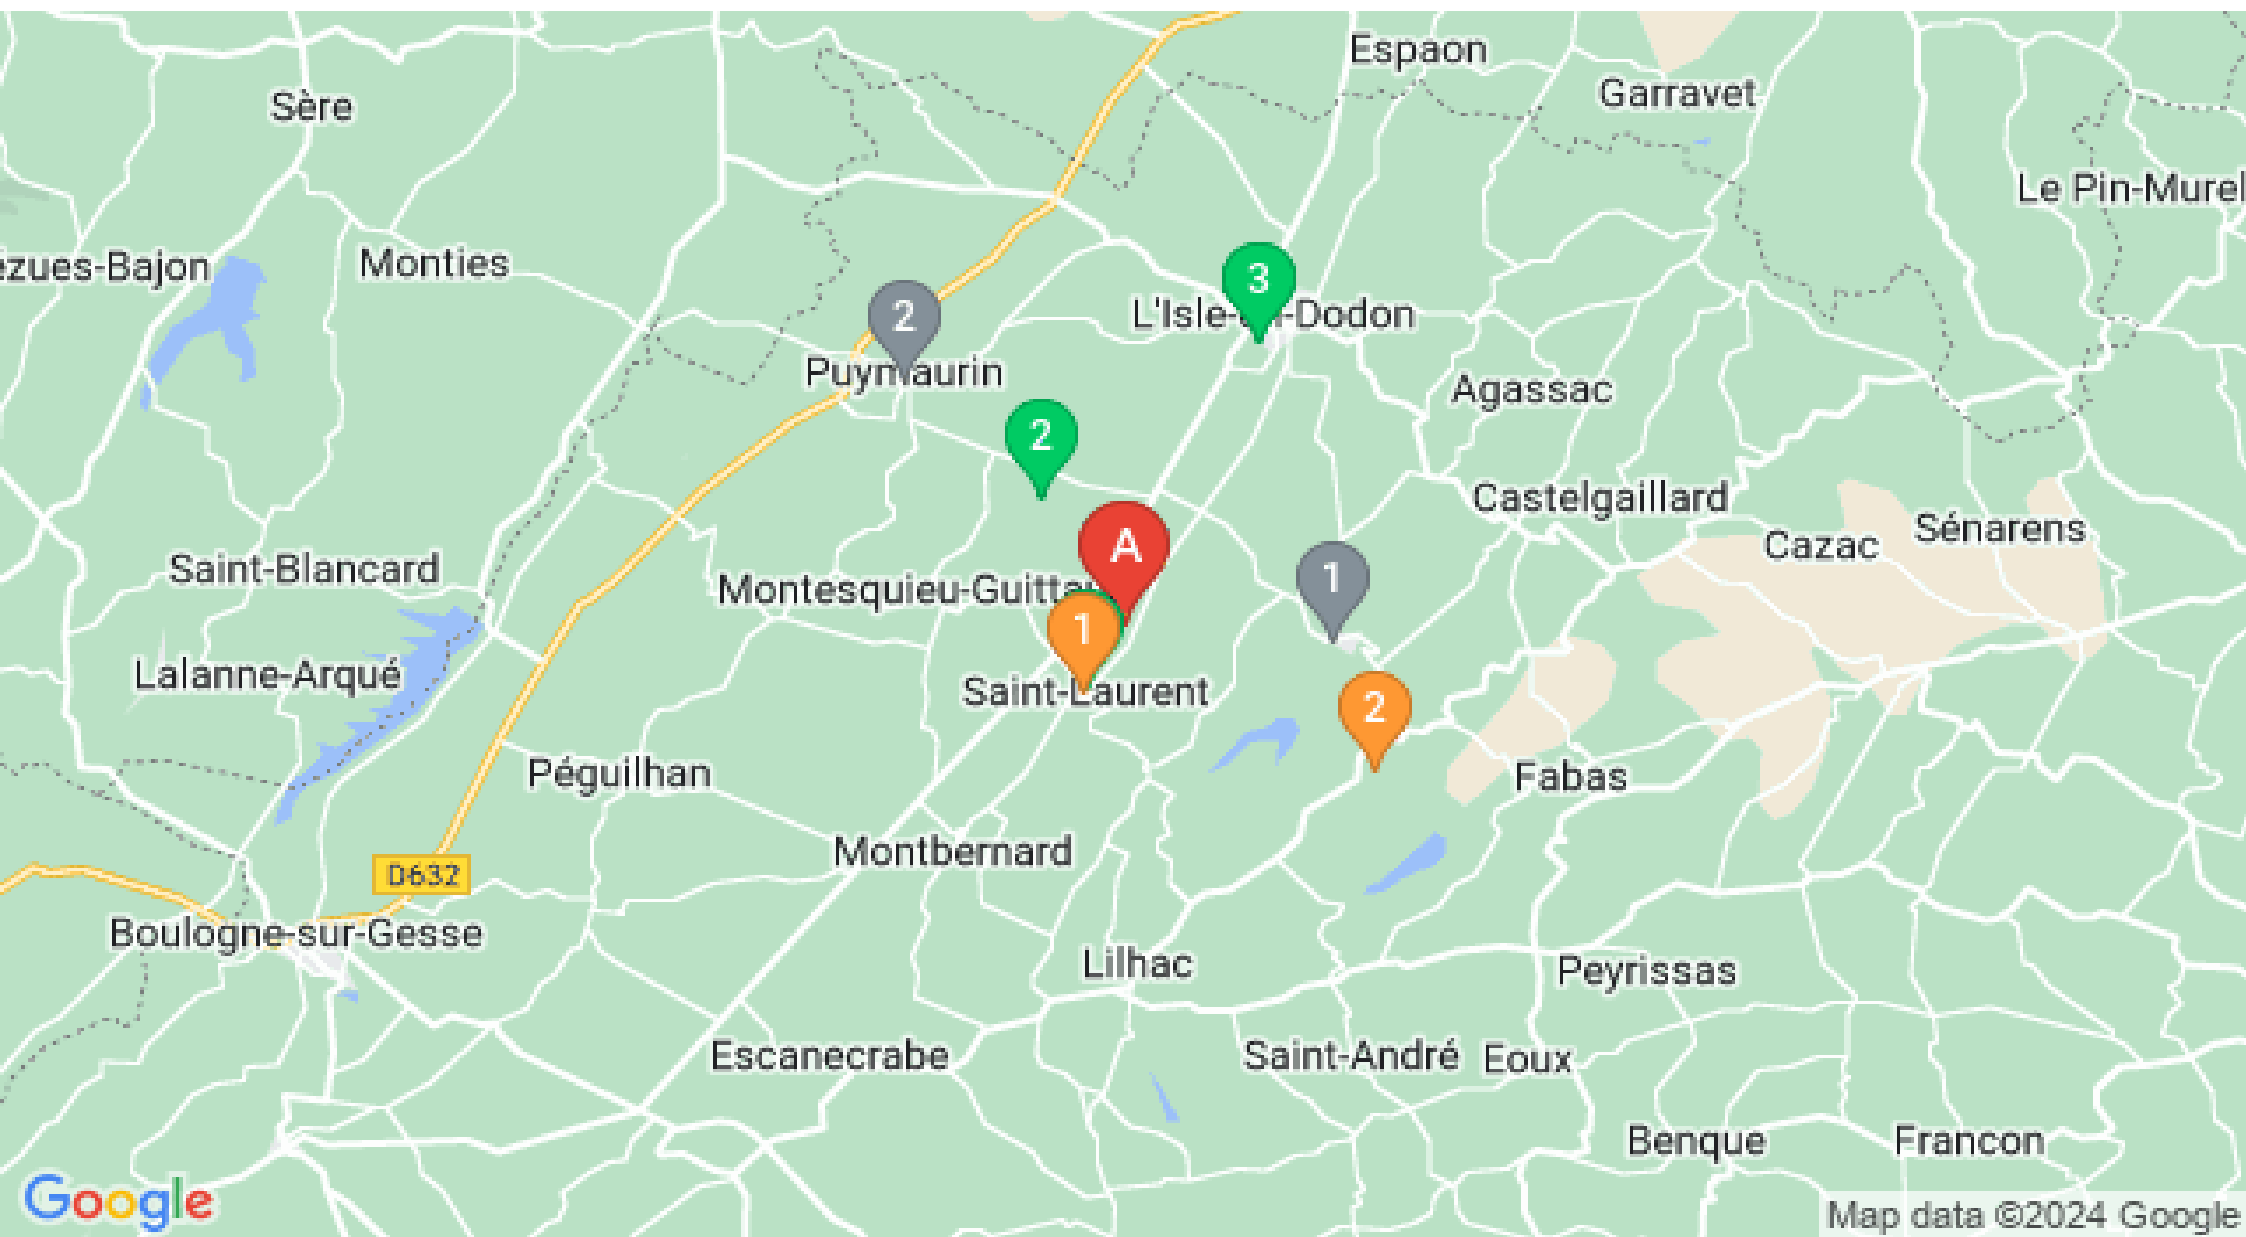 Espaon
Garravet
Sère
Le Pin-Murel
ézues-Bajon
Monties
3
L'Isle-en-Dodon
2
Puymaurin
Agassac
2
Castelgaillard
Sénarens
Cazac
A
Saint-Blancard
Montesquieu-Guitta
1
1
Lalanne-Arqué
Saint-Laurent
2
Péguilhan
Fabas
Montbernard
D632
Boulogne-sur-Gesse
Lilhac
Peyrissas
Escanecrabe
Saint-André
Eoux
Benque
Francon
Google
Map data ©2024 Google